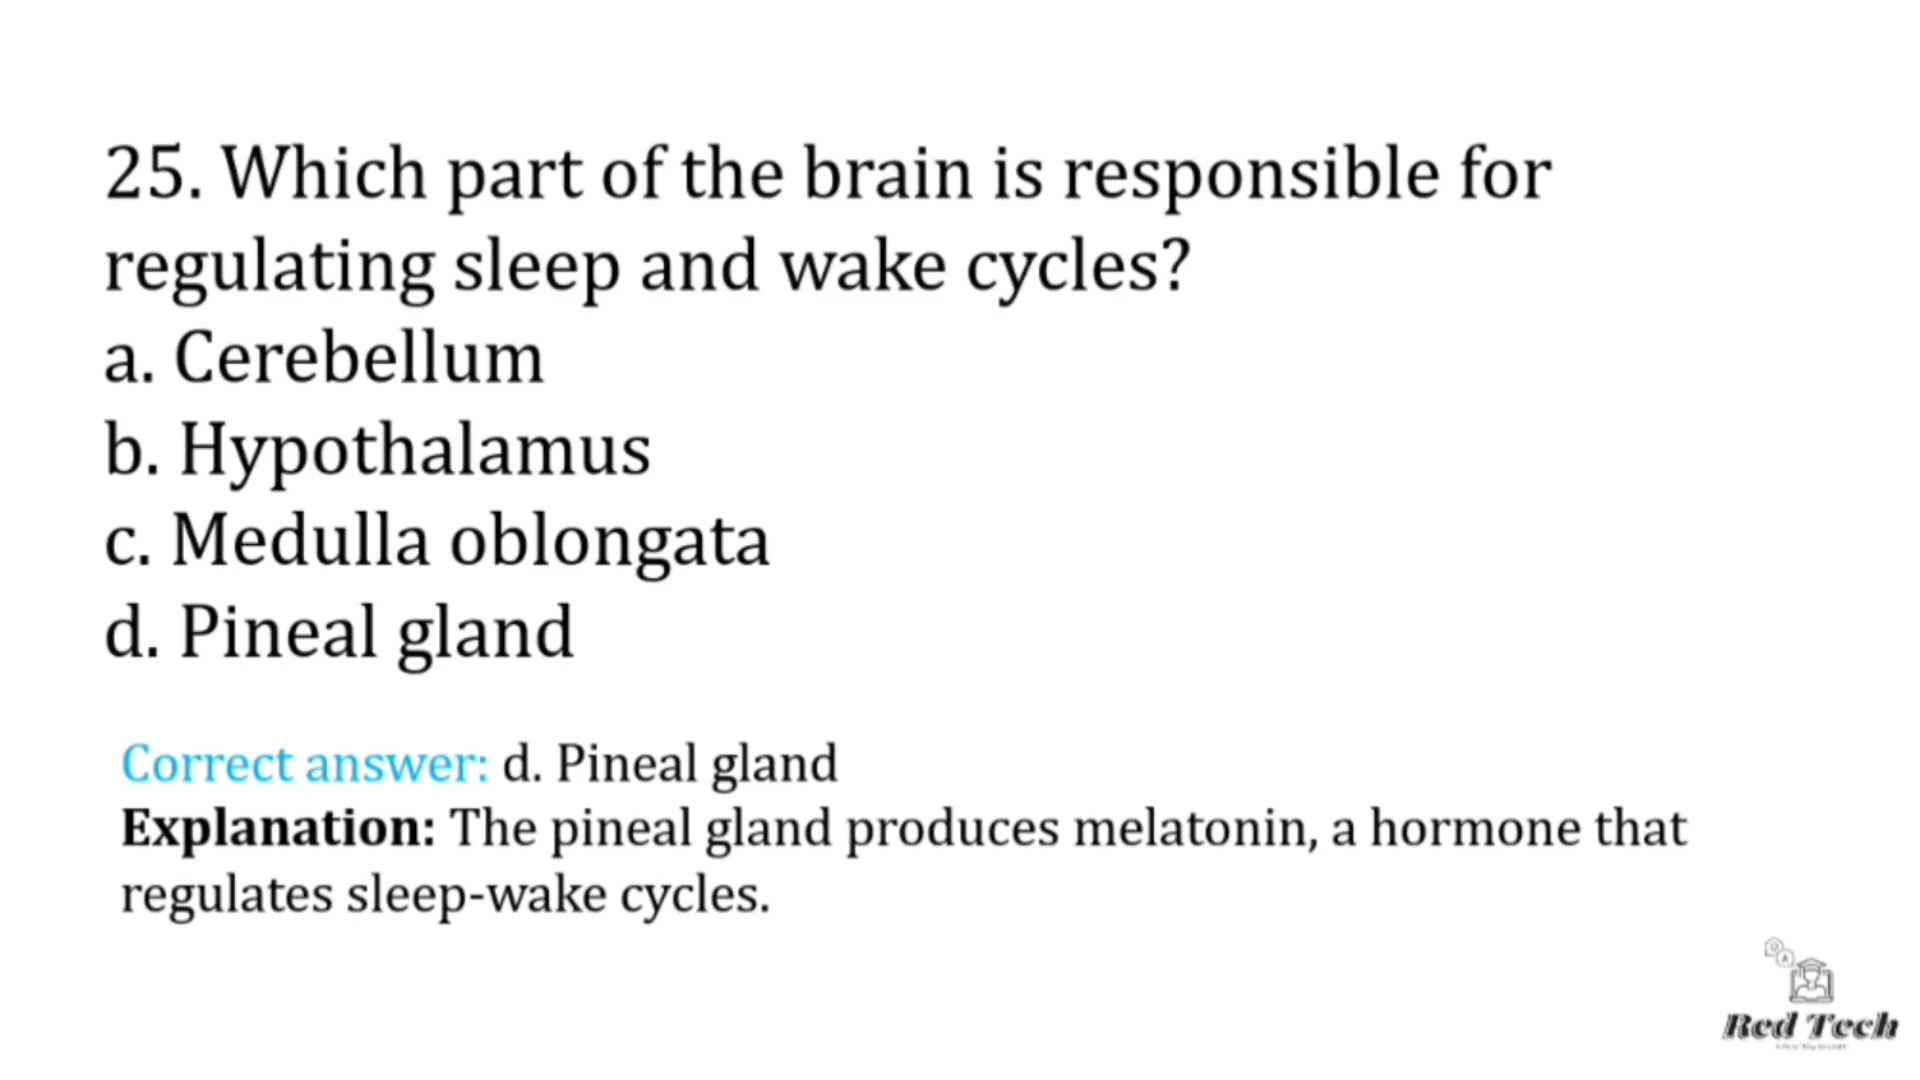 25. Which part of the brain is responsible for
regulating sleep and wake cycles?
a. Cerebellum
b. Hypothalamus
c. Medulla oblongata
d. Pineal gland
Correct answer: d. Pineal gland
Explanation: The pineal gland produces melatonin, a hormone that
regulates sleep-wake cycles.
Q
A
Red Tech